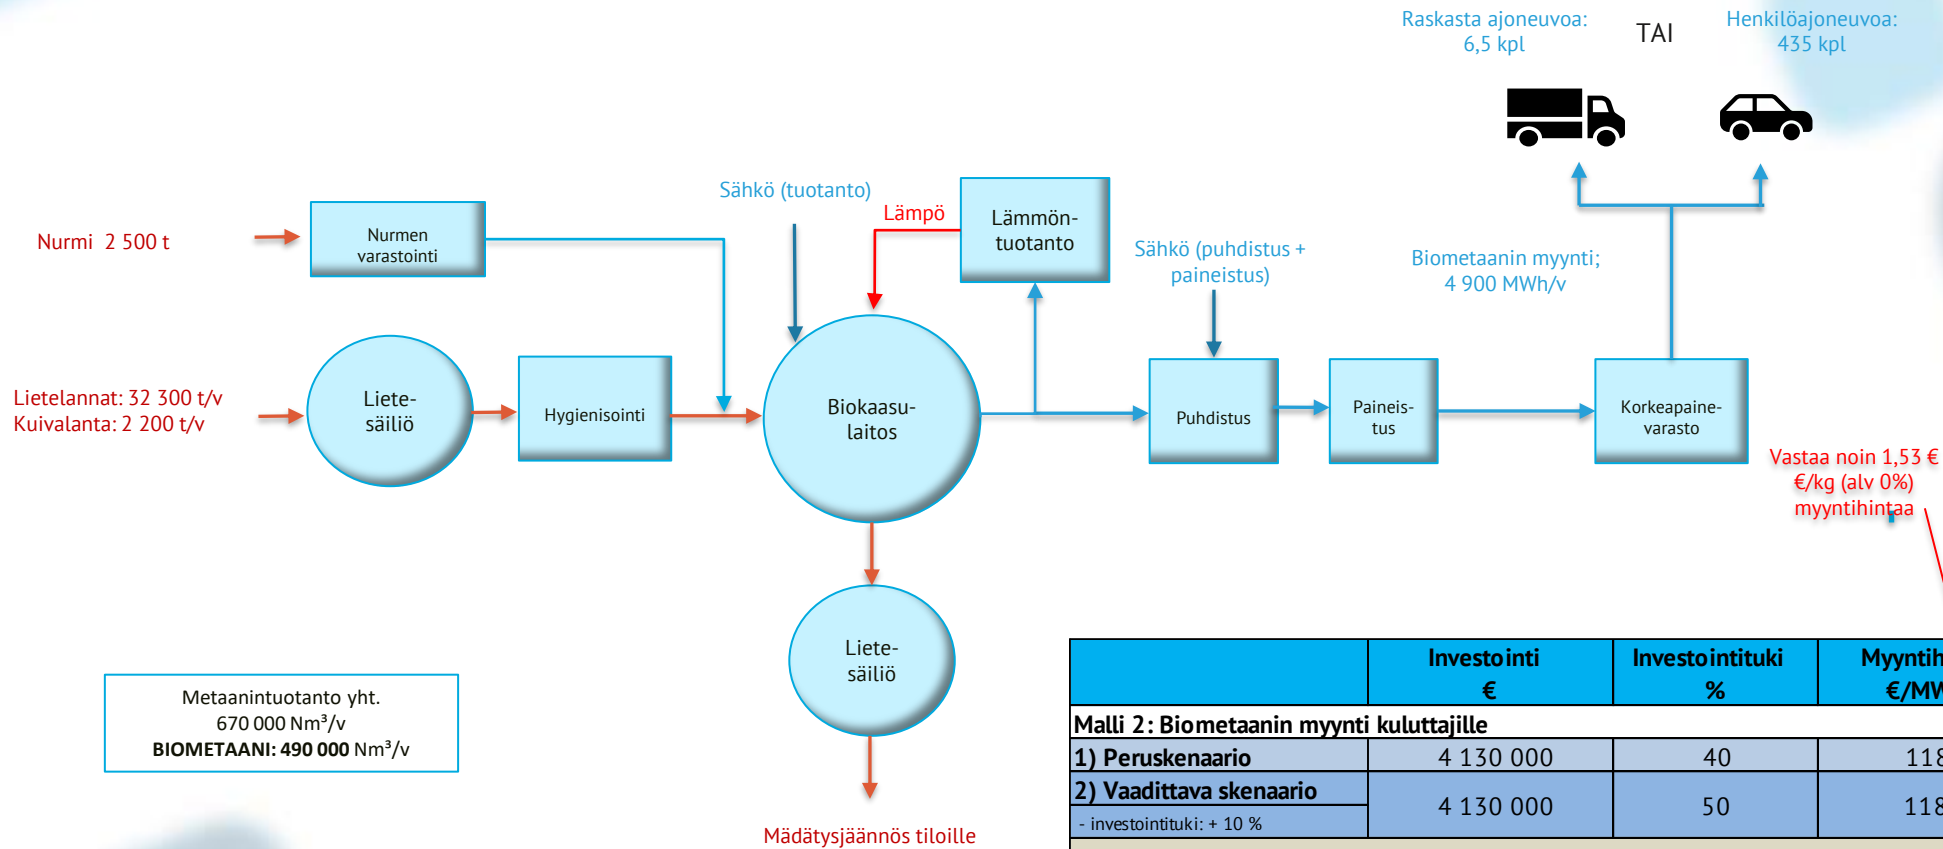 Raskasta ajoneuvoa:
6,5 kpl
TAI
Henkilöajoneuvoa:
435 kpl
Sähkö (tuotanto)
Lämpö
Lämmön-
tuotanto
Nurmi 2 500 t
Nurmen
varastointi
Sähkö (puhdistus +
paineistus)
Biometaanin myynti;
4 900 MWh/v
Lietelannat: 32 300 t/v
Kuivalanta: 2 200 t/v
Liete-
säiliö
Hygienisointi
Biokaasu-
laitos
Puhdistus
Paineis-
tus
Korkeapaine-
varasto
Vastaa noin 1,53 €
€/kg (alv 0%)
myyntihintaa
Liete-
säiliö
Metaanintuotanto yht.
670 000 Nm³/v
BIOMETAANI: 490 000 Nm³/v
Mädätysjäännös tiloille
Investointi
€
Investointituki
%
Malli 2: Biometaanin myynti kuluttajille
1) Peruskenaario 4 130 000 40 118
2) Vaadittava skenaario 4 130 000 50 118
- investointituki: + 10 %